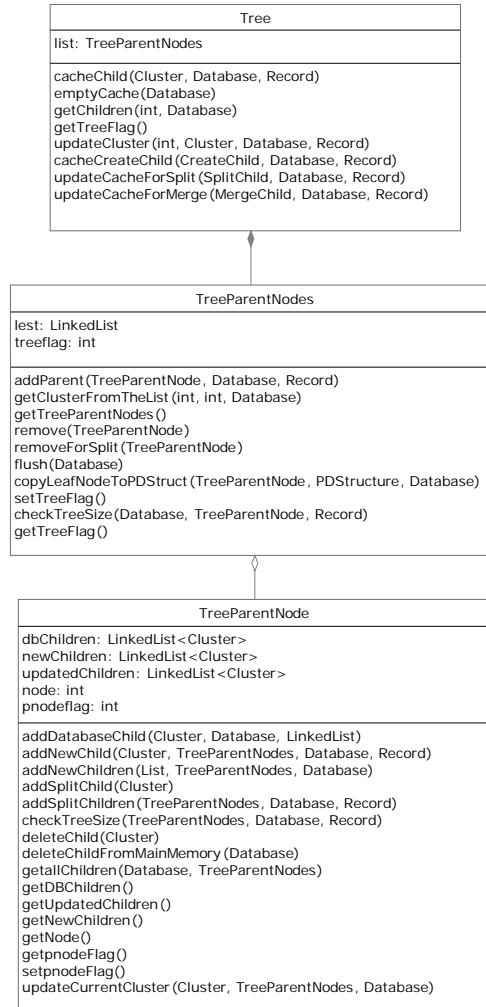 Tree
list: TreeParentNodes
cacheChild(Cluster, Database, Record)
emptyCache(Database)
getChildren(int, Database)
getTreeFlag()
updateCluster(int, Cluster, Database, Record)
cacheCreateChild(CreateChild, Database, Record)
updateCacheForSplit(SplitChild, Database, Record)
updateCacheForMerge(MergeChild, Database, Record)
TreeParentNodes
lest: LinkedList
treeflag: int
addParent(TreeParentNode, Database, Record)
getClusterFromTheList(int, int, Database)
getTreeParentNodes()
remove(TreeParentNode)
removeForSplit(TreeParentNode)
flush(Database)
copyLeafNodeToPDStruct(TreeParentNode, PDStructure, Database)
setTreeFlag()
checkTreeSize(Database, TreeParentNode, Record)
getTreeFlag()
TreeParentNode
dbChildren: LinkedList<Cluster>
newChildren: LinkedList<Cluster>
updatedChildren: LinkedList<Cluster>
node: int
pnodeflag: int
addDatabaseChild(Cluster, Database, LinkedList)
addNewChild(Cluster, TreeParentNodes, Database, Record)
addNewChildren(List, TreeParentNodes, Database)
addSplitChild(Cluster)
addSplitChildren(TreeParentNodes, Database, Record)
checkTreeSize(TreeParentNodes, Database, Record)
deleteChild(Cluster)
deleteChildFromMainMemory(Database)
getallChildren(Database, TreeParentNodes)
getDBChildren()
getUpdatedChildren()
getNewChildren()
getNode()
getpnodeFlag()
setpnodeFlag()
updateCurrentCluster(Cluster, TreeParentNodes, Database)